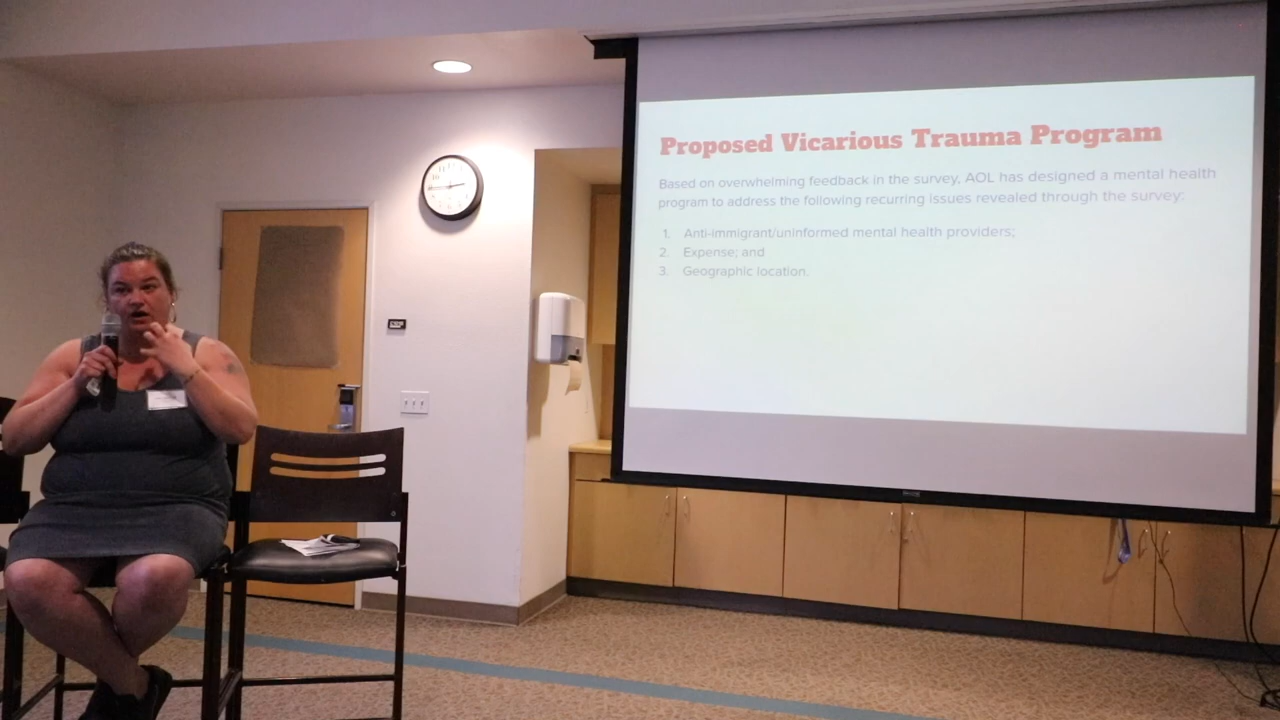 Proposed Vicarious Trauma Program
Based on overwhelming feedback in the survey, AOL has designed a mental health
program to address the following recurring issues revealed through the survey:
1. Anti-immigrant/uninformed mental health providers;
2. Expense; and
3. Geographic location.